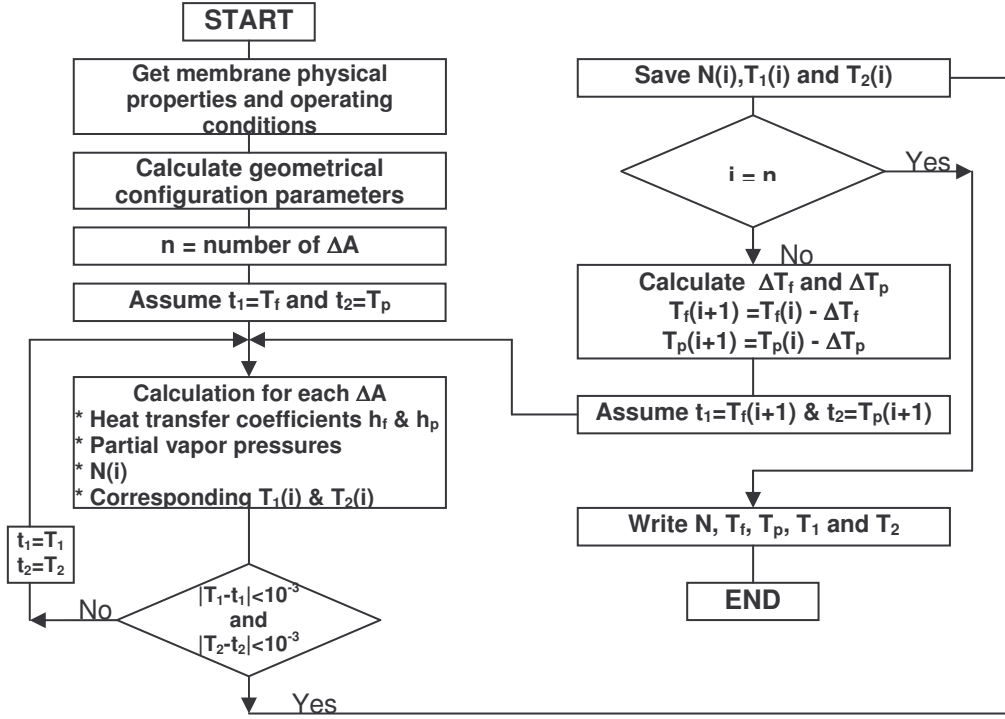 START
Get membrane physical
properties and operating
conditions
Calculate geometrical
configuration parameters
n = number of ΔA
Assume t₁=T_f and t₂=T_p
Calculation for each ΔA
* Heat transfer coefficients h_f & h_p
* Partial vapor pressures
* N(i)
* Corresponding T₁(i) & T₂(i)
t₁=T₁
t₂=T₂
No
|T₁-t₁|<10⁻³
and
|T₂-t₂|<10⁻³
Yes
Save N(i),T₁(i) and T₂(i)
i = n
Yes
No
Calculate ΔT_f and ΔT_p
T_f(i+1) =T_f(i) - ΔT_f
T_p(i+1) =T_p(i) - ΔT_p
Assume t₁=T_f(i+1) & t₂=T_p(i+1)
Write N, T_f, T_p, T₁ and T₂
END